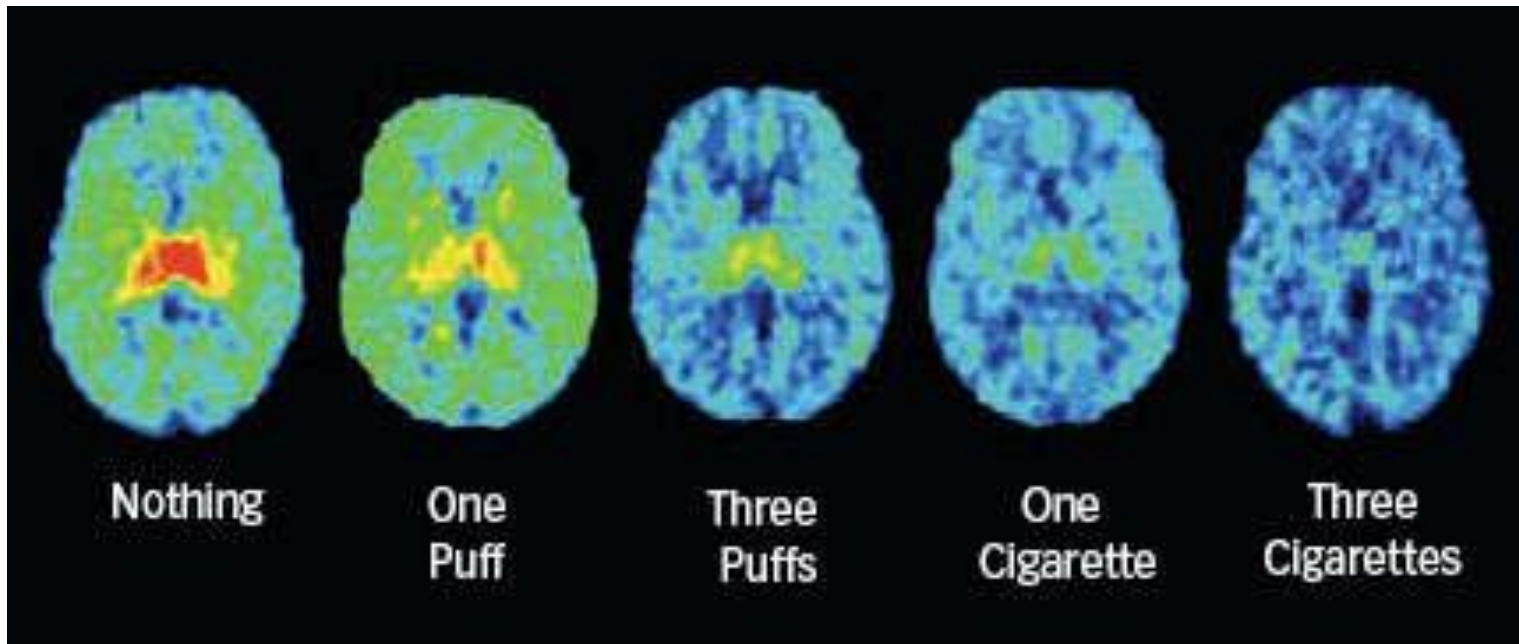 Nothing
One
Puff
Three
Puffs
One
Cigarette
Three
Cigarettes